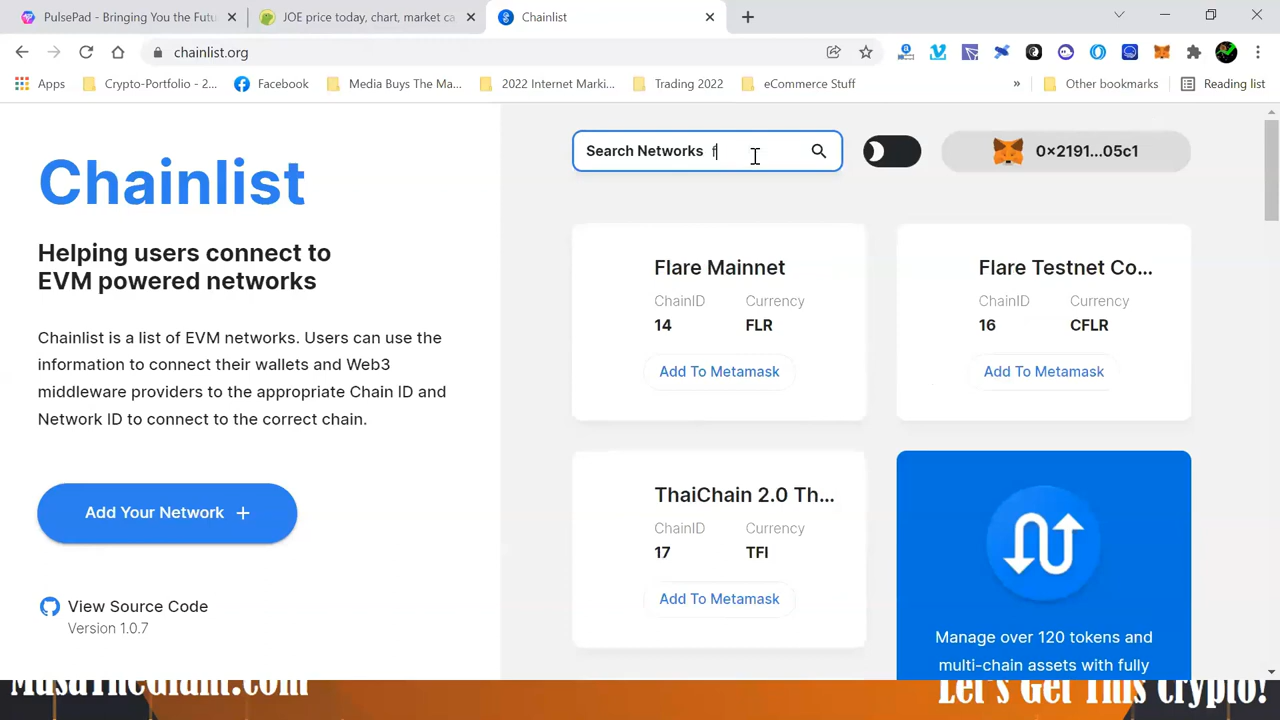 PulsePad - Bringing You the Futu
JOE price today, chart, market ca
Chainlist
chainlist.org
Apps
Crypto-Portfolio - 2...
Facebook
Media Buys The Ma...
2022 Internet Marki...
Trading 2022
eCommerce Stuff
»
Other bookmarks
Reading list
Chainlist
Helping users connect to
EVM powered networks
Chainlist is a list of EVM networks. Users can use the
information to connect their wallets and Web3
middleware providers to the appropriate Chain ID and
Network ID to connect to the correct chain.
Add Your Network +
View Source Code
Version 1.0.7
Search Networks f
0x2191...05c1
Flare Mainnet
ChainID Currency
14 FLR
Add To Metamask
Flare Testnet Co...
ChainID Currency
16 CFLR
Add To Metamask
ThaiChain 2.0 Th...
ChainID Currency
17 TFI
Add To Metamask
Manage over 120 tokens and
multi-chain assets with fully
MusaTheGiant.com
Let's Get This Crypto!